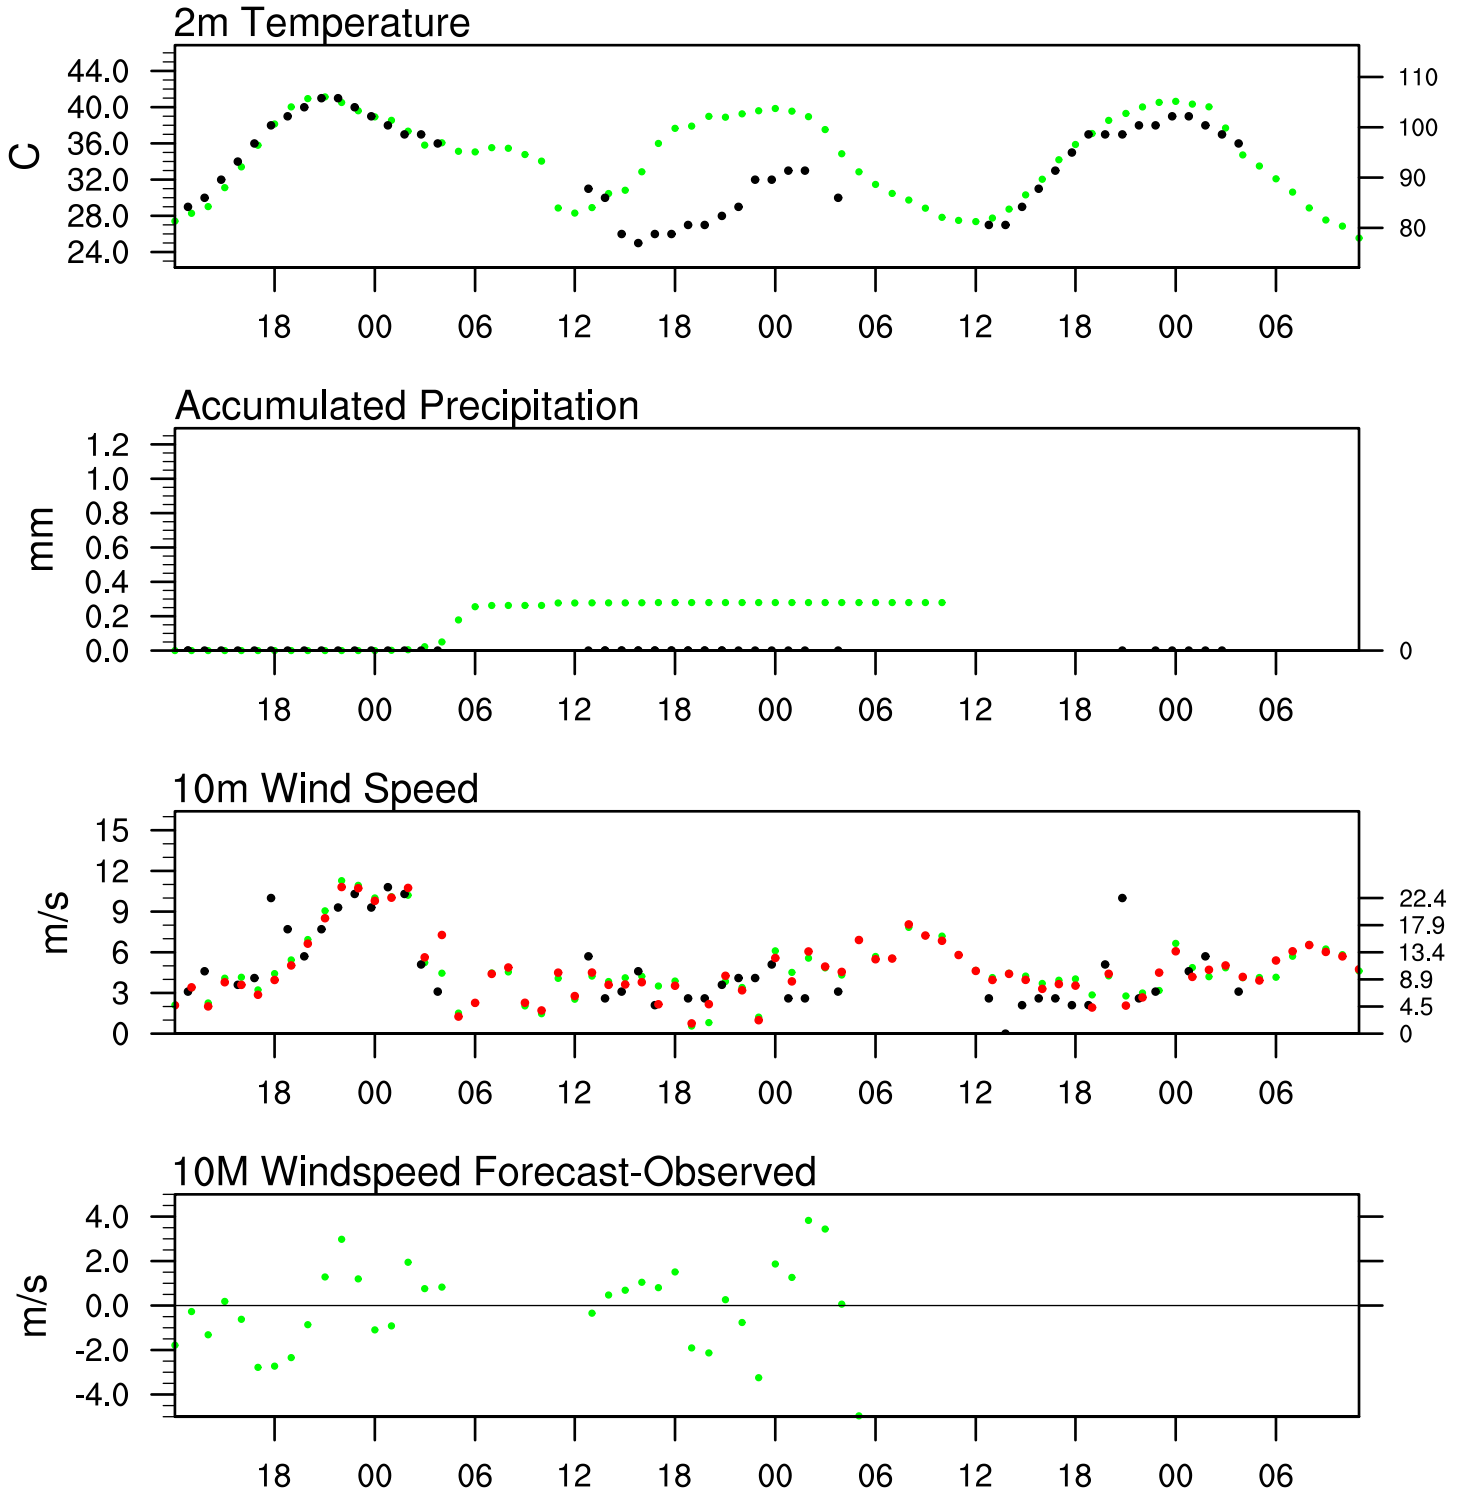 2m Temperature
44.0
40.0
36.0
32.0
28.0
24.0
C
110
100
90
80
18 00 06 12 18 00 06 12 18 00 06
Accumulated Precipitation
1.2
1.0
0.8
0.6
0.4
0.2
0.0
mm
0
18 00 06 12 18 00 06 12 18 00 06
10m Wind Speed
15
12
9
6
3
0
m/s
22.4
17.9
13.4
8.9
4.5
0
18 00 06 12 18 00 06 12 18 00 06
10M Windspeed Forecast-Observed
4.0
2.0
0.0
-2.0
-4.0
m/s
18 00 06 12 18 00 06 12 18 00 06